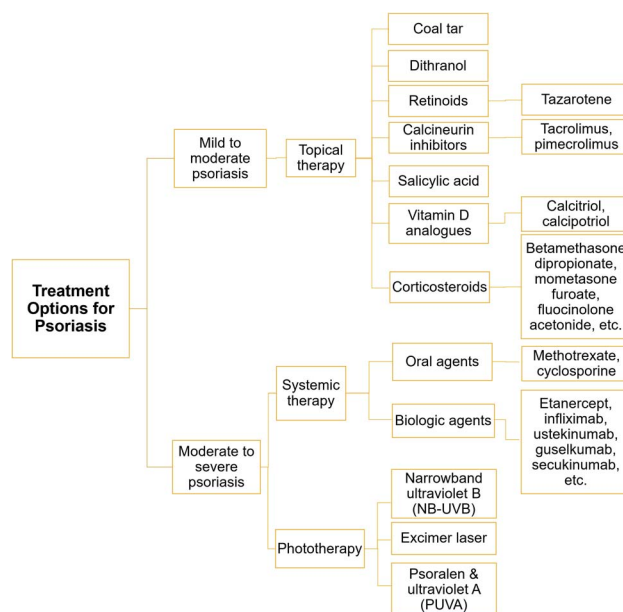 Coal tar
Dithranol
Retinoids
Tazarotene
Calcineurin
inhibitors
Tacrolimus,
pimecrolimus
Mild to
moderate
psoriasis
Topical
therapy
Salicylic acid
Vitamin D
analogues
Calcitriol,
calcipotriol
Corticosteroids
Betamethasone
dipropionate,
mometasone
furoate,
fluocinolone
acetonide, etc.
Treatment
Options for
Psoriasis
Moderate to
severe
psoriasis
Systemic
therapy
Oral agents
Methotrexate,
cyclosporine
Biologic agents
Etanercept,
infliximab,
ustekinumab,
guselkumab,
secukinumab,
etc.
Phototherapy
Narrowband
ultraviolet B
(NB-UVB)
Excimer laser
Psoralen &
ultraviolet A
(PUVA)